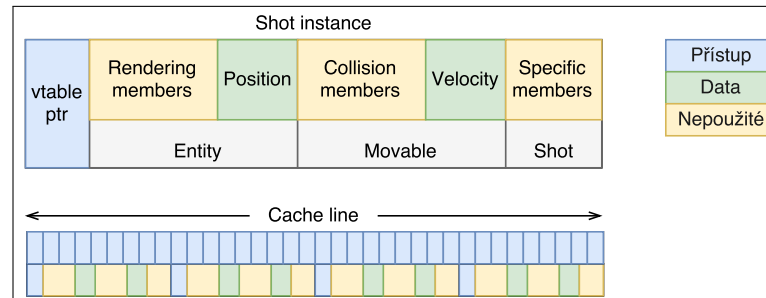 Shot instance
vtable
ptr
Rendering
members
Position
Collision
members
Velocity
Specific
members
Entity
Movable
Shot
Přístup
Data
Nepoužité
Cache line